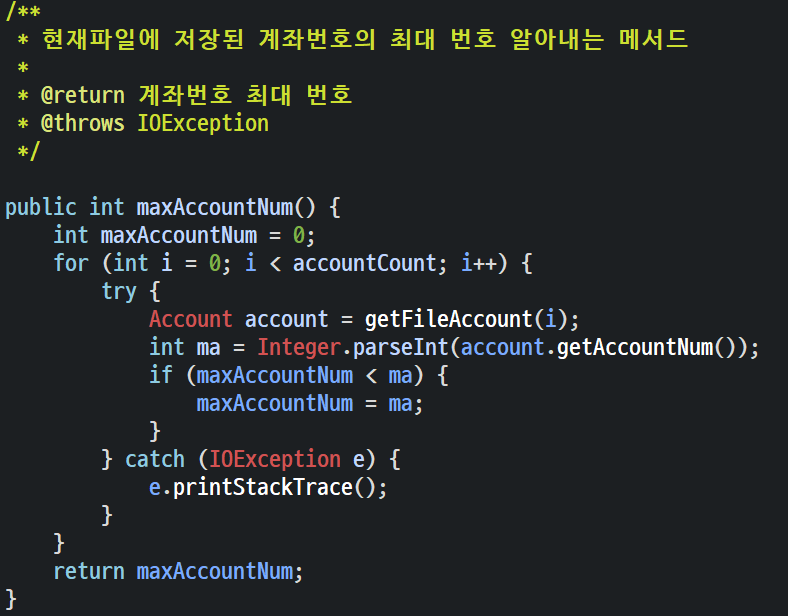 /**
 * 현재파일에 저장된 계좌번호의 최대 번호 알아내는 메서드
 *
 * @return 계좌번호 최대 번호
 * @throws IOException
 */
public int maxAccountNum() {
    int maxAccountNum = 0;
    for (int i = 0; i < accountCount; i++) {
        try {
            Account account = getFileAccount(i);
            int ma = Integer.parseInt(account.getAccountNum());
            if (maxAccountNum < ma) {
                maxAccountNum = ma;
            }
        } catch (IOException e) {
            e.printStackTrace();
        }
    }
    return maxAccountNum;
}